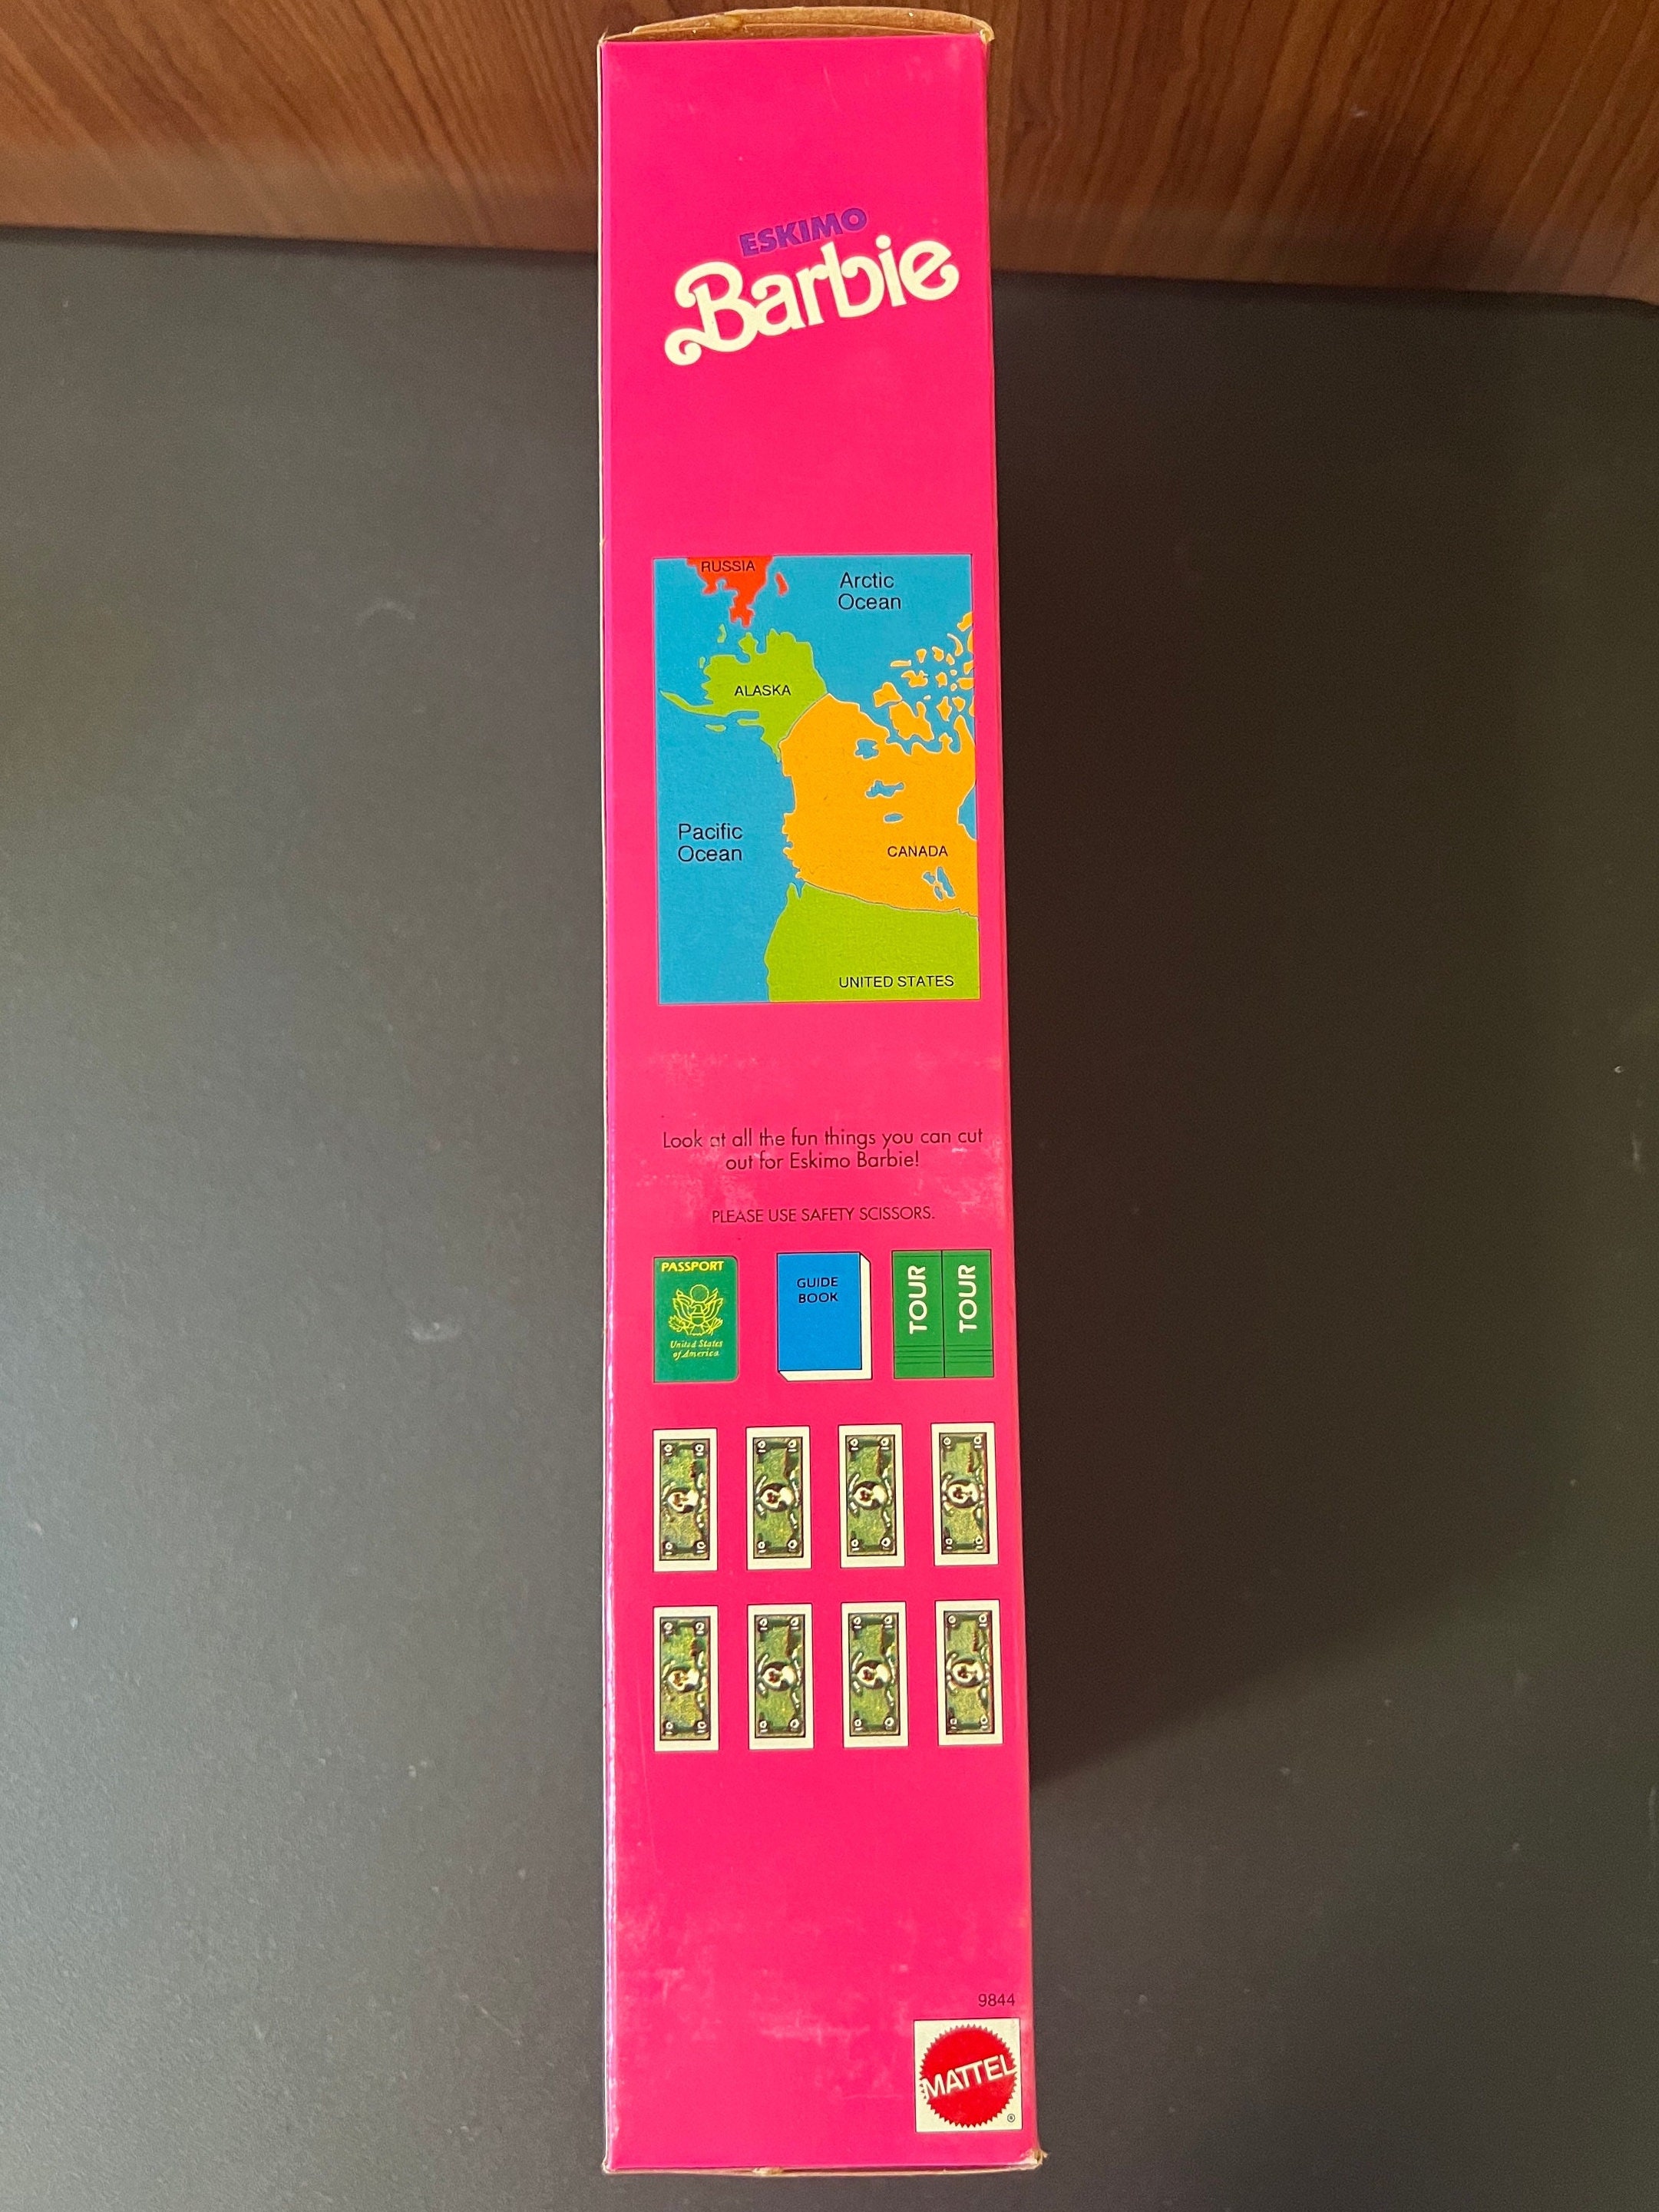 ESKIMO
Barbie
RUSSIA
Arctic
Ocean
ALASKA
Pacific
Ocean
CANADA
UNITED STATES
Look at all the fun things you can cut
out for Eskimo Barbie!
PLEASE USE SAFETY SCISSORS.
PASSPORT
United States
of America
GUIDE
BOOK
TOUR
TOUR
9844
MATTEL
®